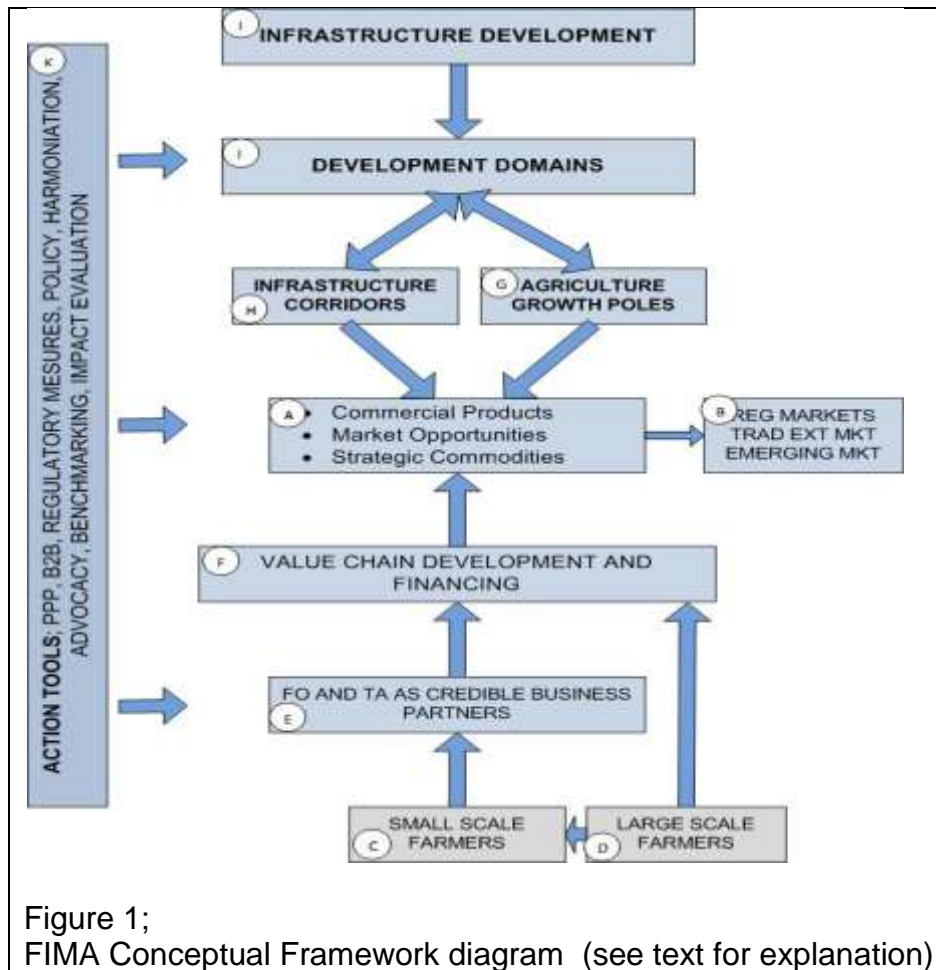 K
ACTION TOOLS; PPP, B2B, REGULATORY MESURES, POLICY, HARMONIATION,
ADVOCACY, BENCHMARKING, IMPACT EVALUATION
INFRASTRUCTURE DEVELOPMENT
I
DEVELOPMENT DOMAINS
H
INFRASTRUCTURE
CORRIDORS
G
AGRICULTURE
GROWTH POLES
A
• Commercial Products
• Market Opportunities
• Strategic Commodities
B
REG MARKETS
TRAD EXT MKT
EMERGING MKT
F
VALUE CHAIN DEVELOPMENT AND
FINANCING
E
FO AND TA AS CREDIBLE BUSINESS
PARTNERS
C
SMALL SCALE
FARMERS
D
LARGE SCALE
FARMERS
Figure 1;
FIMA Conceptual Framework diagram (see text for explanation)